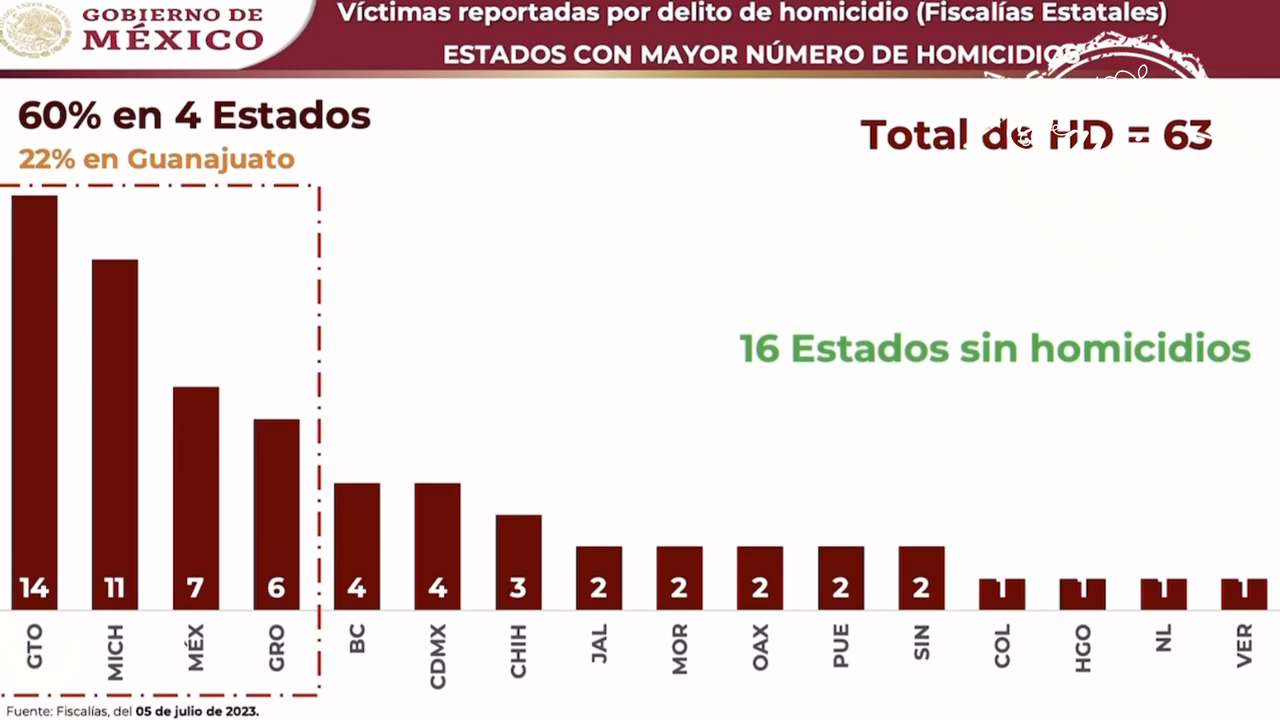 GOBIERNO DE
MÉXICO
Víctimas reportadas por delito de homicidio (Fiscalías Estatales)
ESTADOS CON MAYOR NÚMERO DE HOMICIDIOS
60% en 4 Estados
22% en Guanajuato
Total de HD = 63
16 Estados sin homicidios
14 11 7 6 4 4 3 2 2 2 2 2 1 1 1 1
GTO MICH MÉX GRO BC CDMX CHIH JAL MOR OAX PUE SIN COL HGO NL VER
Fuente: Fiscalías, del 05 de julio de 2023.